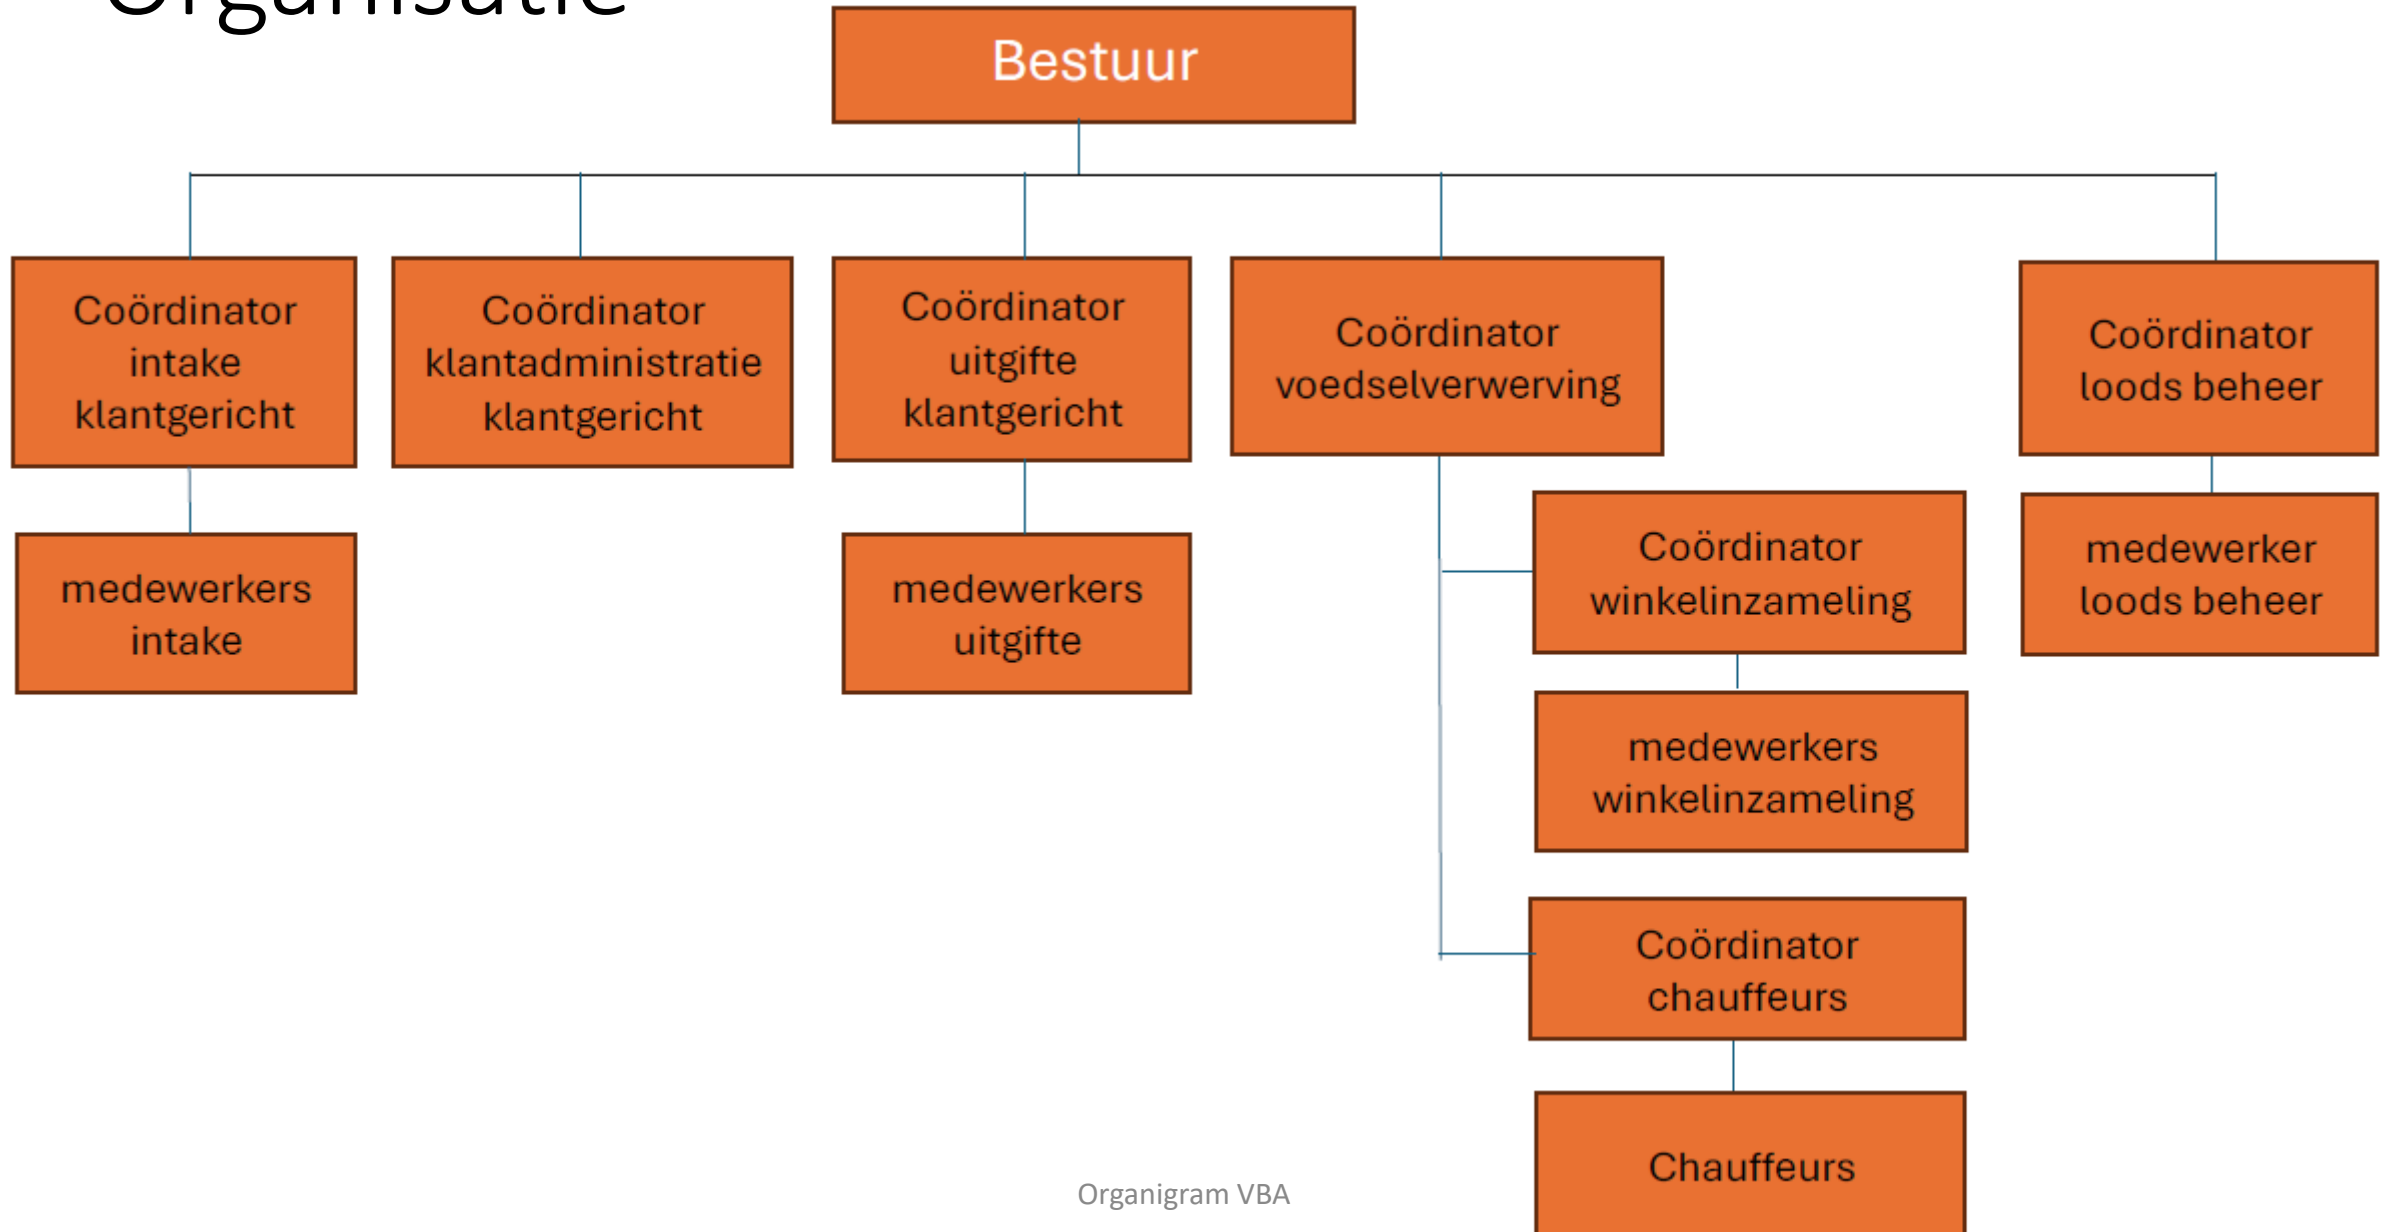 Organisatie
Bestuur
Coördinator
intake
klantgericht
Coördinator
klantadministratie
klantgericht
Coördinator
uitgifte
klantgericht
Coördinator
voedselverwerving
Coördinator
loods beheer
medewerkers
intake
medewerkers
uitgifte
Coördinator
winkelinzameling
medewerker
loods beheer
medewerkers
winkelinzameling
Coördinator
chauffeurs
Chauffeurs
Organigram VBA